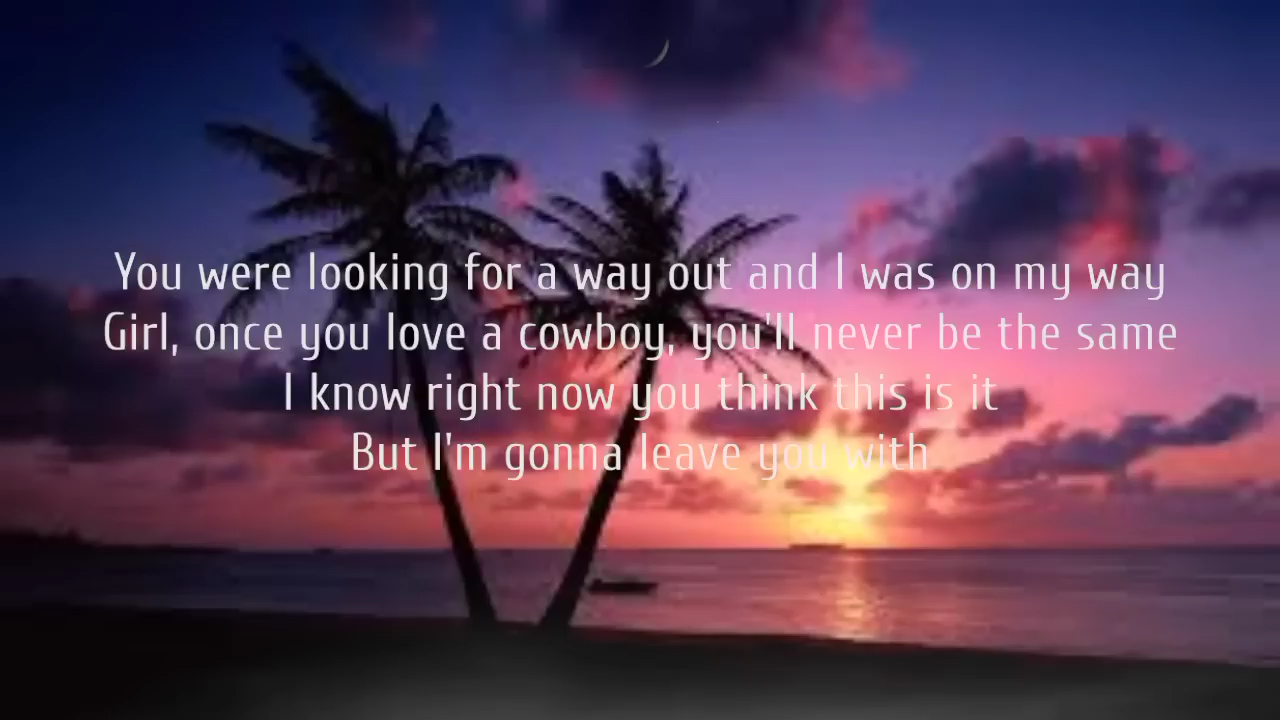 You were looking for a way out and I was on my way
Girl, once you love a cowboy, you'll never be the same
I know right now you think this is it
But I'm gonna leave you with